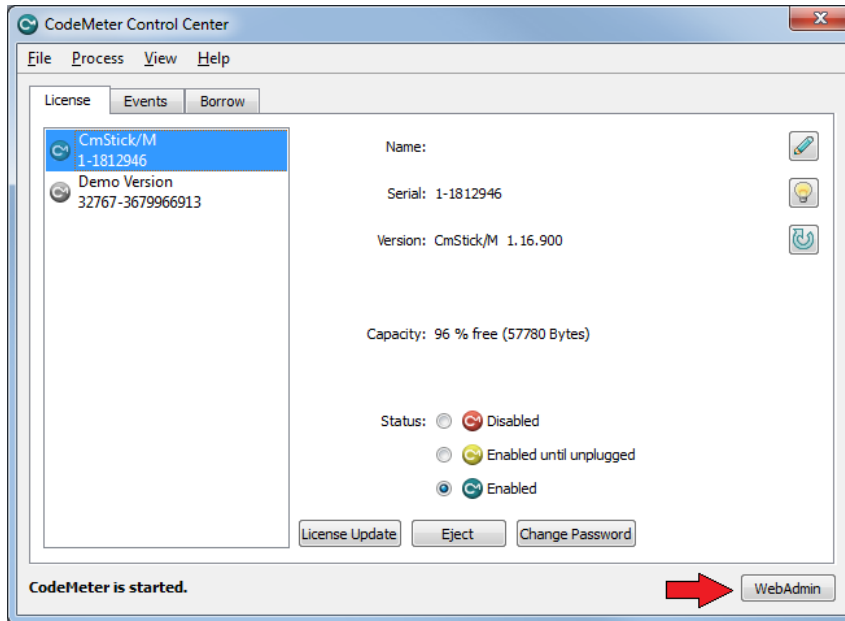 CodeMeter Control Center
File Process View Help
License Events Borrow
CmStick/M
1-1812946
Demo Version
32767-3679966913
Name:
Serial: 1-1812946
Version: CmStick/M 1.16.900
Capacity: 96 % free (57780 Bytes)
Status: Disabled
Enabled until unplugged
Enabled
License Update Eject Change Password
CodeMeter is started.
WebAdmin